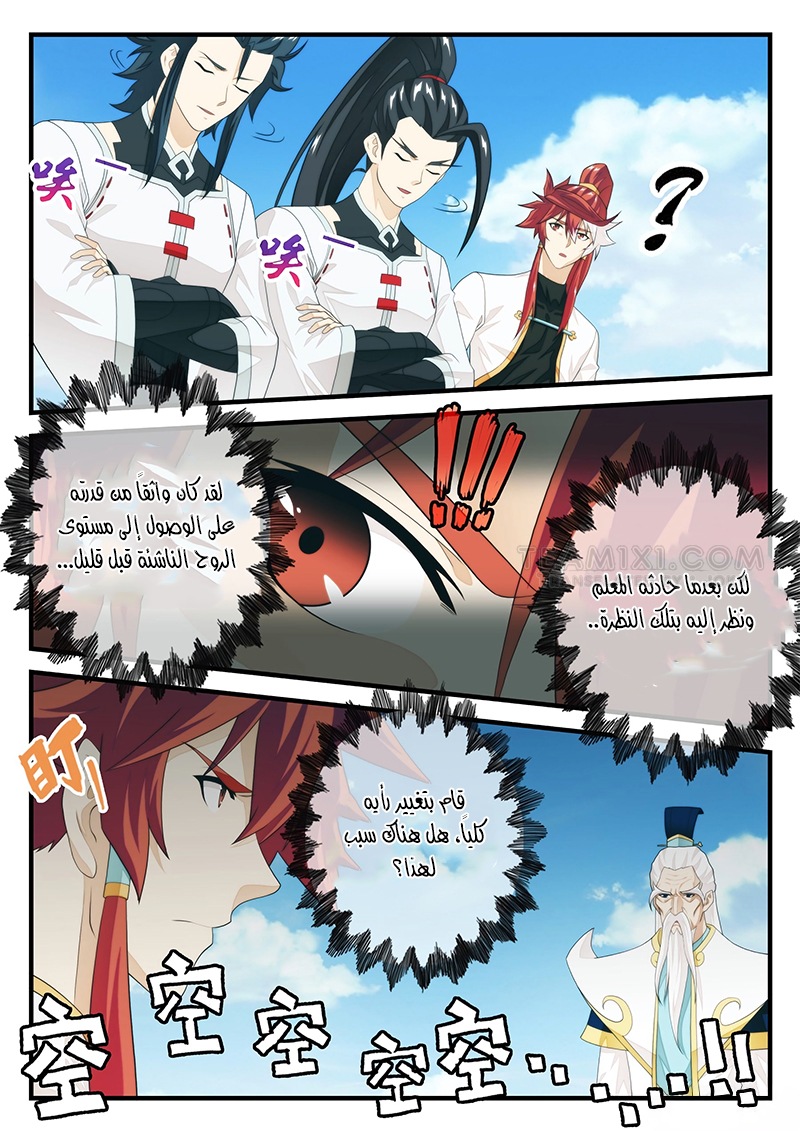 唉
唉
?
!!!
لكن بعدما حادثه المعلم
ونظر إليه بتلك النظرة..
TEAM1X1.COM
لقد كان واثقاً من قدرته
على الوصول إلى مستوى
الروح الناشئة قبل قليل...
盯
قام بتغيير رأيه
كلياً، هل هناك سبب
لهذا؟
空空空空空......!!